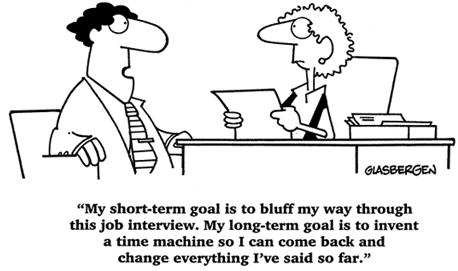 GLASBERGEN
“My short-term goal is to bluff my way through
this job interview. My long-term goal is to invent
a time machine so I can come back and
change everything I’ve said so far.”